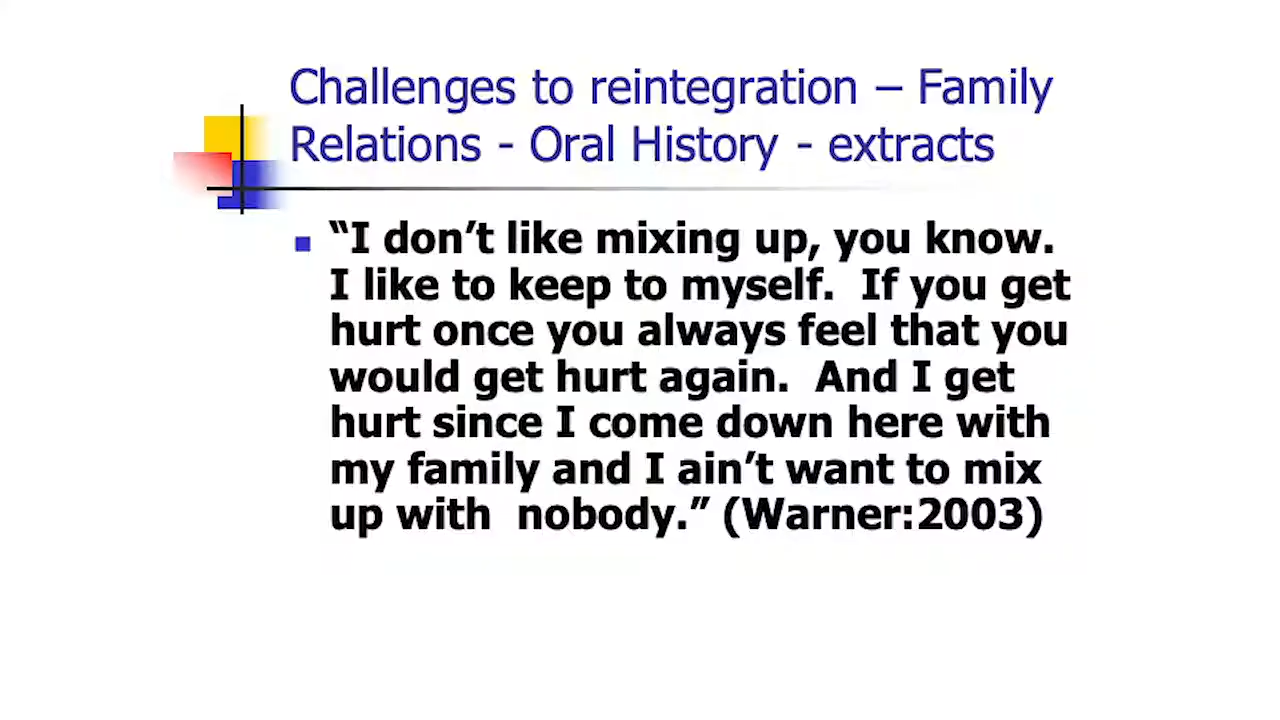 Challenges to reintegration – Family
Relations - Oral History - extracts
“I don’t like mixing up, you know.
I like to keep to myself.  If you get
hurt once you always feel that you
would get hurt again.  And I get
hurt since I come down here with
my family and I ain’t want to mix
up with  nobody.” (Warner:2003)